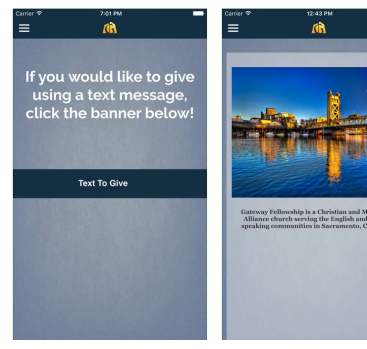 Carrier 7:01 PM
If you would like to give
using a text message,
click the banner below!
Text To Give
Carrier 12:43 PM
Gateway Fellowship is a Christian and M
Alliance church serving the English and
speaking communities in Sacramento, C